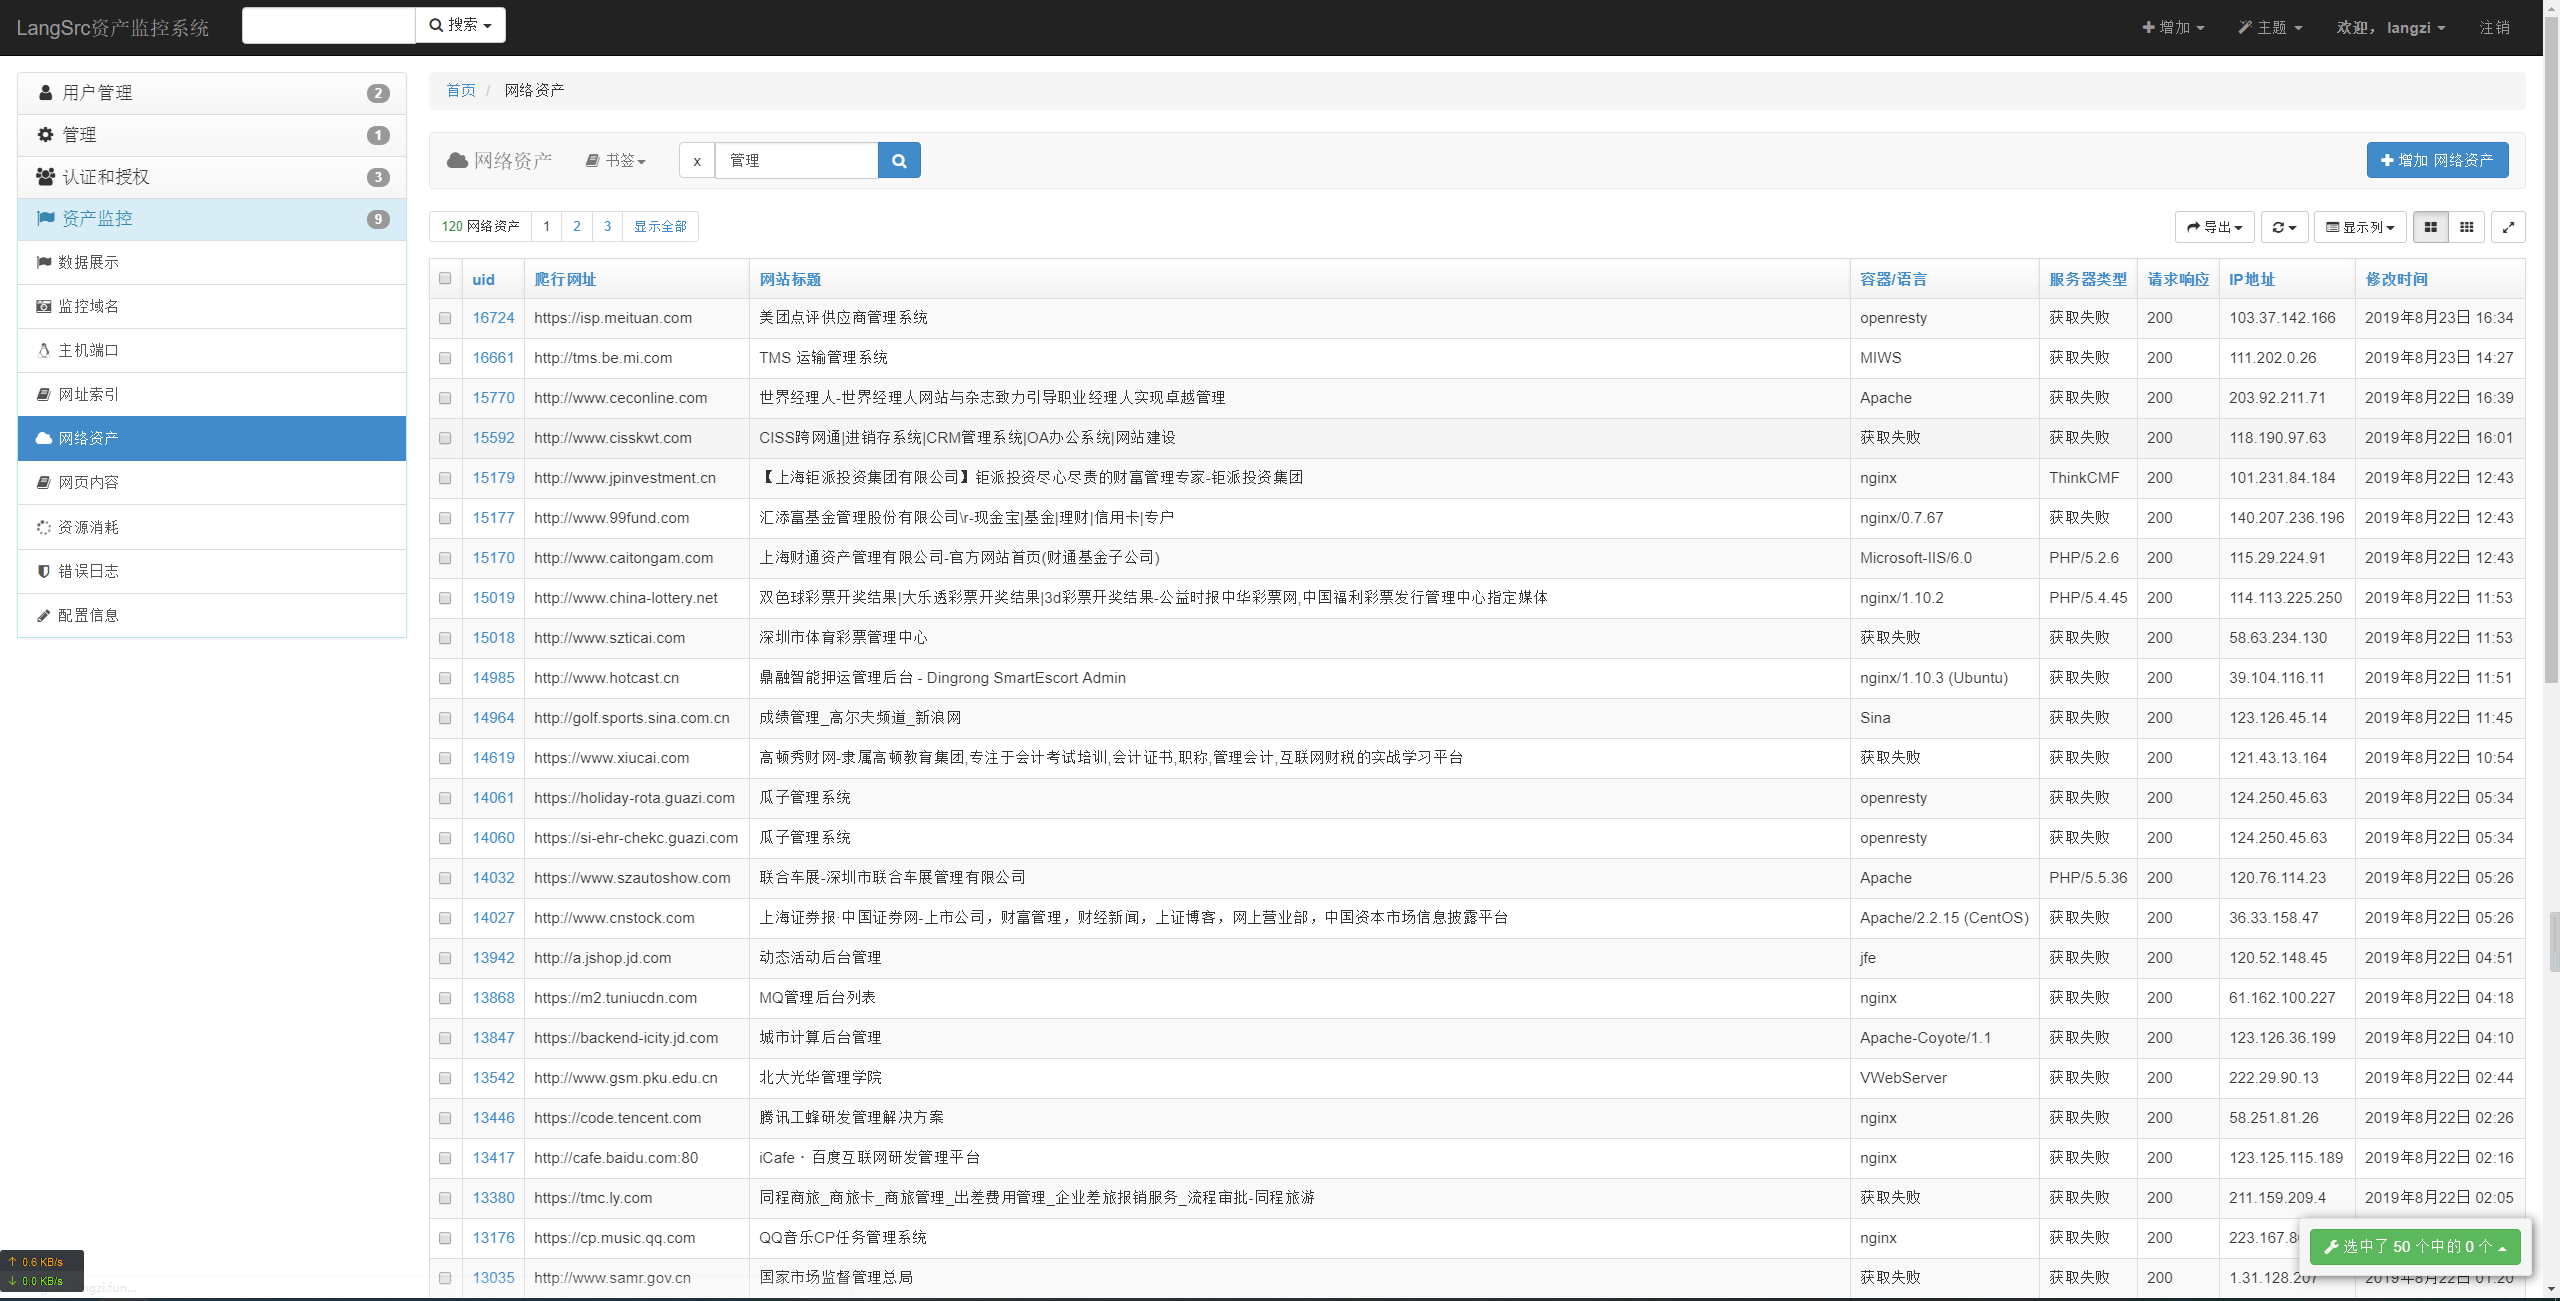 LangSrc资产监控系统 搜索 增加 主题 欢迎， langzi 注销
用户管理 2
管理 1
认证和授权 3
资产监控 9
数据展示
监控域名
主机端口
网址索引
网络资产
网页内容
资源消耗
错误日志
配置信息
首页 / 网络资产
网络资产 书签 x 管理 增加 网络资产
120 网络资产 1 2 3 显示全部 导出 显示列
uid 爬行网址 网站标题 容器/语言 服务器类型 请求响应 IP地址 修改时间
16724 https://isp.meituan.com 美团点评供应商管理系统 openresty 获取失败 200 103.37.142.166 2019年8月23日 16:34
16661 http://tms.be.mi.com TMS 运输管理系统 MIWS 获取失败 200 111.202.0.26 2019年8月23日 14:27
15770 http://www.ceconline.com 世界经理人-世界经理人网站与杂志致力引导职业经理人实现卓越管理 Apache 获取失败 200 203.92.211.71 2019年8月22日 16:39
15592 http://www.cisskwt.com CISS跨网通|进销存系统|CRM管理系统|OA办公系统|网站建设 获取失败 获取失败 200 118.190.97.63 2019年8月22日 16:01
15179 http://www.jpinvestment.cn 【上海钜派投资集团有限公司】钜派投资尽心尽责的财富管理专家-钜派投资集团 nginx ThinkCMF 200 101.231.84.184 2019年8月22日 12:43
15177 http://www.99fund.com 汇添富基金管理股份有限公司\r-现金宝|基金|理财|信用卡|专户 nginx/0.7.67 获取失败 200 140.207.236.196 2019年8月22日 12:43
15170 http://www.caitongam.com 上海财通资产管理有限公司-官方网站首页(财通基金子公司) Microsoft-IIS/6.0 PHP/5.2.6 200 115.29.224.91 2019年8月22日 12:43
15019 http://www.china-lottery.net 双色球彩票开奖结果|大乐透彩票开奖结果|3d彩票开奖结果-公益时报中华彩票网,中国福利彩票发行管理中心指定媒体 nginx/1.10.2 PHP/5.4.45 200 114.113.225.250 2019年8月22日 11:53
15018 http://www.szticai.com 深圳市体育彩票管理中心 获取失败 获取失败 200 58.63.234.130 2019年8月22日 11:53
14985 http://www.hotcast.cn 鼎融智能押运管理后台 - Dingrong SmartEscort Admin nginx/1.10.3 (Ubuntu) 获取失败 200 39.104.116.11 2019年8月22日 11:51
14964 http://golf.sports.sina.com.cn 成绩管理_高尔夫频道_新浪网 Sina 获取失败 200 123.126.45.14 2019年8月22日 11:45
14619 https://www.xiucai.com 高顿秀财网-隶属高顿教育集团,专注于会计考试培训,会计证书,职称,管理会计,互联网财税的实战学习平台 获取失败 获取失败 200 121.43.13.164 2019年8月22日 10:54
14061 https://holiday-rota.guazi.com 瓜子管理系统 openresty 获取失败 200 124.250.45.63 2019年8月22日 05:34
14060 https://si-ehr-chekc.guazi.com 瓜子管理系统 openresty 获取失败 200 124.250.45.63 2019年8月22日 05:34
14032 https://www.szautoshow.com 联合车展-深圳市联合车展管理有限公司 Apache PHP/5.5.36 200 120.76.114.23 2019年8月22日 05:26
14027 http://www.cnstock.com 上海证券报·中国证券网-上市公司，财富管理，财经新闻，上证博客，网上营业部，中国资本市场信息披露平台 Apache/2.2.15 (CentOS) 获取失败 200 36.33.158.47 2019年8月22日 05:26
13942 http://a.jshop.jd.com 动态活动后台管理 jfe 获取失败 200 120.52.148.45 2019年8月22日 04:51
13868 https://m2.tuniucdn.com MQ管理后台列表 nginx 获取失败 200 61.162.100.227 2019年8月22日 04:18
13847 https://backend-icity.jd.com 城市计算后台管理 Apache-Coyote/1.1 获取失败 200 123.126.36.199 2019年8月22日 04:10
13542 http://www.gsm.pku.edu.cn 北大光华管理学院 VWebServer 获取失败 200 222.29.90.13 2019年8月22日 02:44
13446 https://code.tencent.com 腾讯工蜂研发管理解决方案 nginx 获取失败 200 58.251.81.26 2019年8月22日 02:26
13417 http://cafe.baidu.com:80 iCafe · 百度互联网研发管理平台 nginx 获取失败 200 123.125.115.189 2019年8月22日 02:16
13380 https://tmc.ly.com 同程商旅_商旅卡_商旅管理_出差费用管理_企业差旅报销服务_流程审批-同程旅游 获取失败 获取失败 200 211.159.209.4 2019年8月22日 02:05
13176 https://cp.music.qq.com QQ音乐CP任务管理系统 nginx 获取失败 200 223.167.8
13035 http://www.samr.gov.cn 国家市场监督管理总局 获取失败 获取失败 200 1.31.128.207 2019年8月22日 01:20
选中了 50 个中的 0 个
↑ 0.6 KB/s
↓ 0.0 KB/s